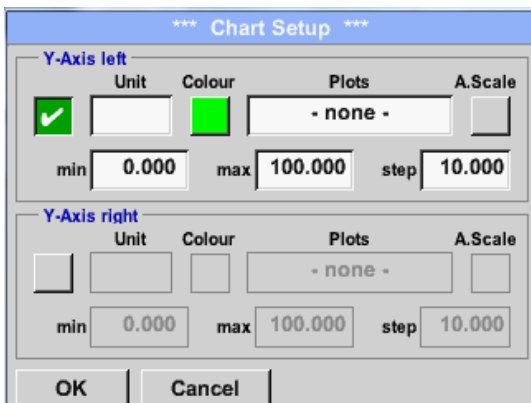 *** Chart Setup ***
Y-Axis left
Unit Colour Plots A.Scale
- none -
min 0.000 max 100.000 step 10.000
Y-Axis right
Unit Colour Plots A.Scale
- none -
min 0.000 max 100.000 step 10.000
OK Cancel